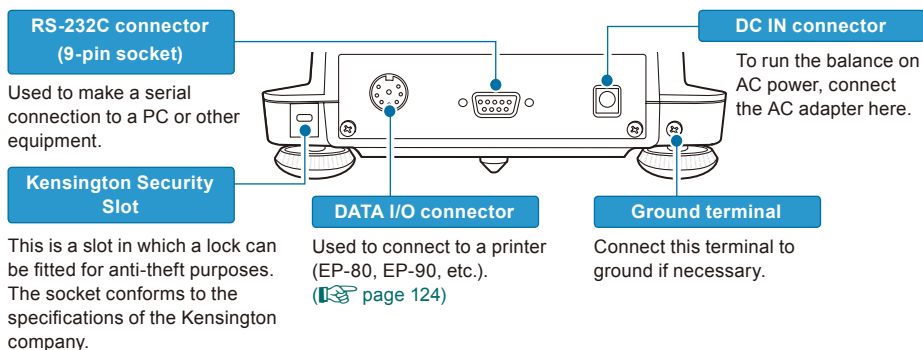 RS-232C connector
(9-pin socket)
Used to make a serial
connection to a PC or other
equipment.
Kensington Security
Slot
This is a slot in which a lock can
be fitted for anti-theft purposes.
The socket conforms to the
specifications of the Kensington
company.
DATA I/O connector
Used to connect to a printer
(EP-80, EP-90, etc.).
( page 124)
DC IN connector
To run the balance on
AC power, connect
the AC adapter here.
Ground terminal
Connect this terminal to
ground if necessary.